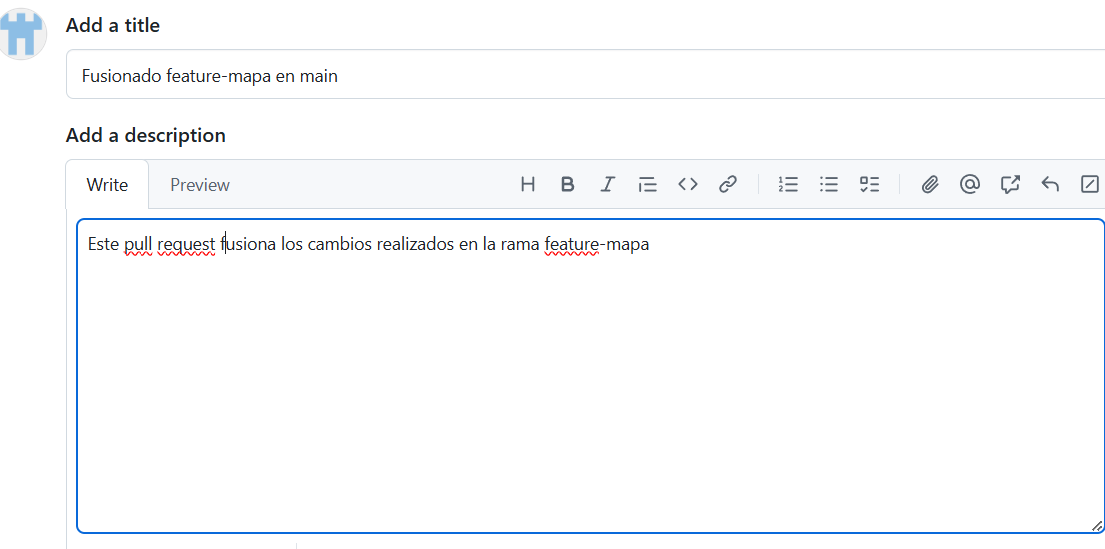 Add a title
Fusionado feature-mapa en main
Add a description
Write Preview
Este pull request fusiona los cambios realizados en la rama feature-mapa